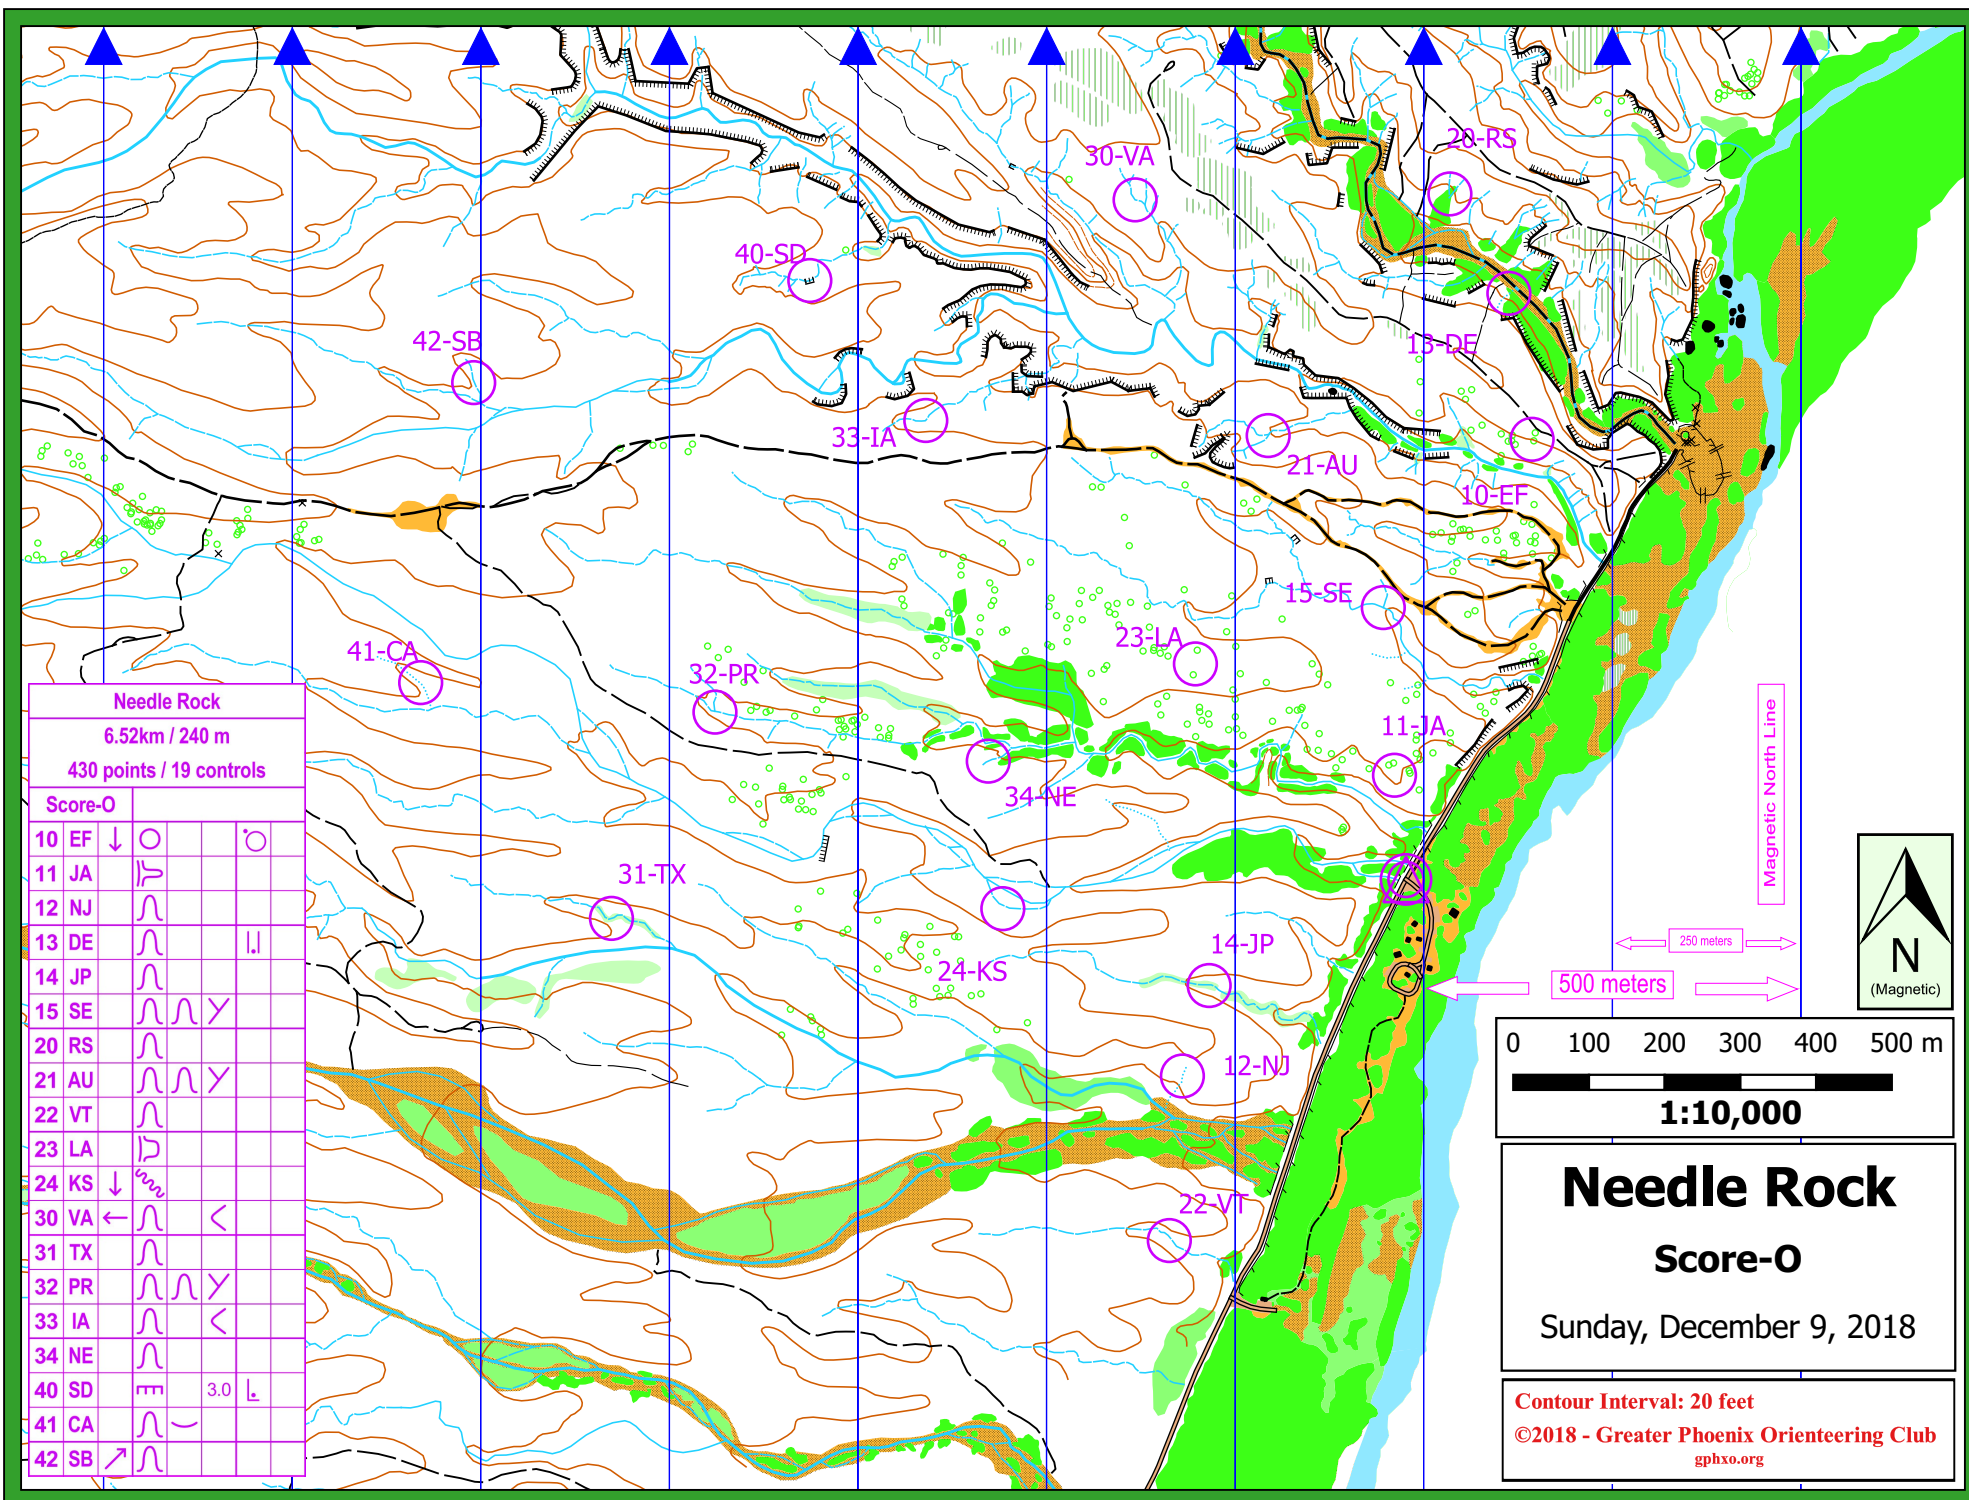 20-RS
30-VA
40-SD
42-SB
13-DE
33-IA
21-AU
10-EF
15-SE
23-LA
41-CA
32-PR
11-JA
34-NE
31-TX
14-JP
24-KS
12-NJ
22-VT
Needle Rock
6.52km / 240 m
430 points / 19 controls
Score-O
10 EF
11 JA
12 NJ
13 DE
14 JP
15 SE
20 RS
21 AU
22 VT
23 LA
24 KS
30 VA
31 TX
32 PR
33 IA
34 NE
40 SD 3.0
41 CA
42 SB
Magnetic North Line
250 meters
500 meters
N
(Magnetic)
0 100 200 300 400 500 m
1:10,000
Needle Rock
Score-O
Sunday, December 9, 2018
Contour Interval: 20 feet
©2018 - Greater Phoenix Orienteering Club
gphxo.org